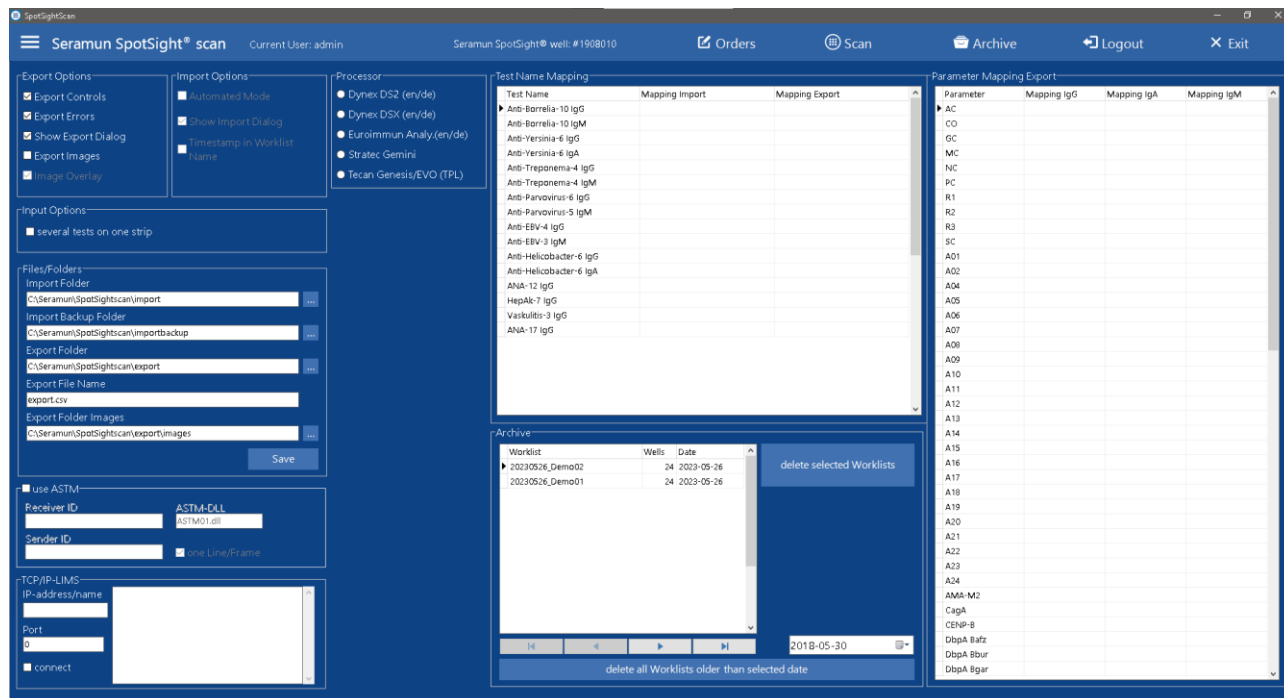 SpotSightScan
Seramun SpotSight® scan
Current User: admin
Seramun SpotSight® well: #1908010
Orders
Scan
Archive
Logout
Exit
Export Options
Export Controls
Export Errors
Show Export Dialog
Export Images
Image Overlay
Import Options
Automated Mode
Show Import Dialog
Timestamp in Worklist
Name
Processor
Dynex DS2 (en/de)
Dynex DSX (en/de)
Euroimmun Analy.(en/de)
Stratec Gemini
Tecan Genesis/EVO (TPL)
Input Options
several tests on one strip
Files/Folders
Import Folder
C:\Seramun\SpotSightscan\import
...
Import Backup Folder
C:\Seramun\SpotSightscan\importbackup
...
Export Folder
C:\Seramun\SpotSightscan\export
...
Export File Name
export.csv
Export Folder Images
C:\Seramun\SpotSightscan\export\images
...
Save
use ASTM
Receiver ID
ASTM-DLL
ASTM01.dll
Sender ID
one Line/Frame
TCP/IP-LIMS
IP-address/name
Port
0
connect
Test Name Mapping
Test Name Mapping Import Mapping Export
Anti-Borrelia-10 IgG
Anti-Borrelia-10 IgM
Anti-Yersinia-6 IgG
Anti-Yersinia-6 IgA
Anti-Treponema-4 IgG
Anti-Treponema-4 IgM
Anti-Parvovirus-6 IgG
Anti-Parvovirus-5 IgM
Anti-EBV-4 IgG
Anti-EBV-3 IgM
Anti-Helicobacter-6 IgG
Anti-Helicobacter-6 IgA
ANA-12 IgG
HepAk-7 IgG
Vaskulitis-3 IgG
ANA-17 IgG
Archive
Worklist Wells Date
20230526_Demo02 24 2023-05-26
20230526_Demo01 24 2023-05-26
delete selected Worklists
2018-05-30
delete all Worklists older than selected date
Parameter Mapping Export
Parameter Mapping IgG Mapping IgA Mapping IgM
AC
CO
GC
MC
NC
PC
R1
R2
R3
SC
A01
A02
A04
A05
A06
A07
A08
A09
A10
A11
A12
A13
A14
A15
A16
A17
A18
A19
A20
A21
A22
A23
A24
AMA-M2
CagA
CENP-B
DbpA Bafz
DbpA Bbur
DbpA Bgar